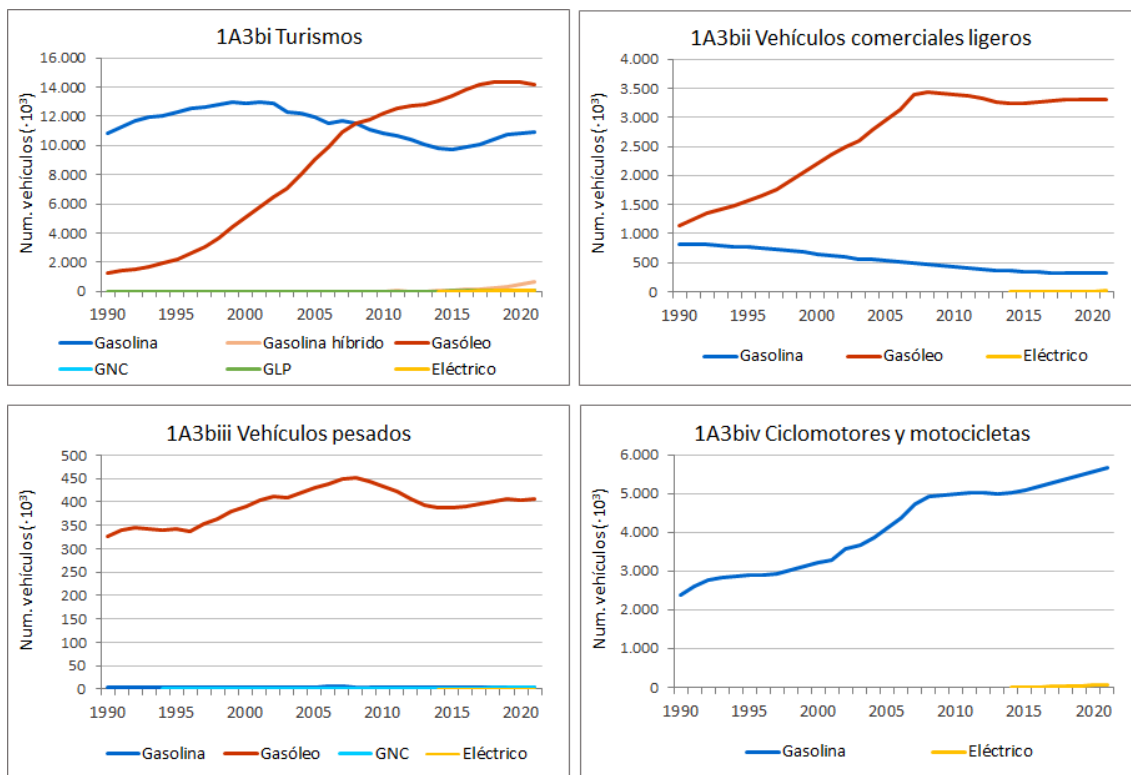 1A3bi Turismos
Num. vehículos (·10³)
16.000
14.000
12.000
10.000
8.000
6.000
4.000
2.000
0
1990 1995 2000 2005 2010 2015 2020
Gasolina Gasolina híbrido Gasóleo
GNC GLP Eléctrico
1A3bii Vehículos comerciales ligeros
Num. vehículos (·10³)
4.000
3.500
3.000
2.500
2.000
1.500
1.000
500
0
1990 1995 2000 2005 2010 2015 2020
Gasolina Gasóleo Eléctrico
1A3biii Vehículos pesados
Num. vehículos (·10³)
500
450
400
350
300
250
200
150
100
50
0
1990 1995 2000 2005 2010 2015 2020
Gasolina Gasóleo GNC Eléctrico
1A3biv Ciclomotores y motocicletas
Num. vehículos (·10³)
6.000
5.000
4.000
3.000
2.000
1.000
0
1990 1995 2000 2005 2010 2015 2020
Gasolina Eléctrico